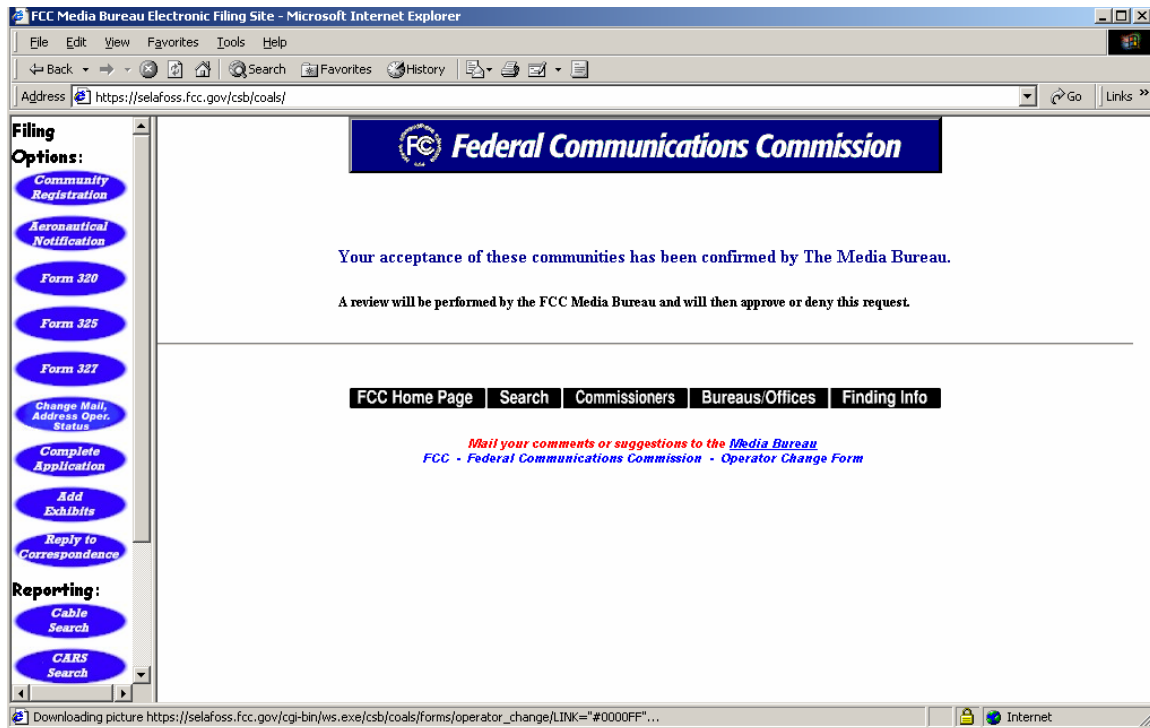 FCC Media Bureau Electronic Filing Site - Microsoft Internet Explorer
File Edit View Favorites Tools Help
Back Search Favorites History
Address https://selafoss.fcc.gov/csb/coals/ Go Links »
Filing
Options:
Community
Registration
Aeronautical
Notification
Form 320
Form 325
Form 327
Change Mail,
Address Oper.
Status
Complete
Application
Add
Exhibits
Reply to
Correspondence
Reporting:
Cable
Search
CARS
Search
FC Federal Communications Commission
Your acceptance of these communities has been confirmed by The Media Bureau.
A review will be performed by the FCC Media Bureau and will then approve or deny this request.
FCC Home Page Search Commissioners Bureaus/Offices Finding Info
Mail your comments or suggestions to the Media Bureau
FCC - Federal Communications Commission - Operator Change Form
Downloading picture https://selafoss.fcc.gov/cgi-bin/ws.exe/csb/coals/forms/operator_change/LINK="#0000FF"... Internet